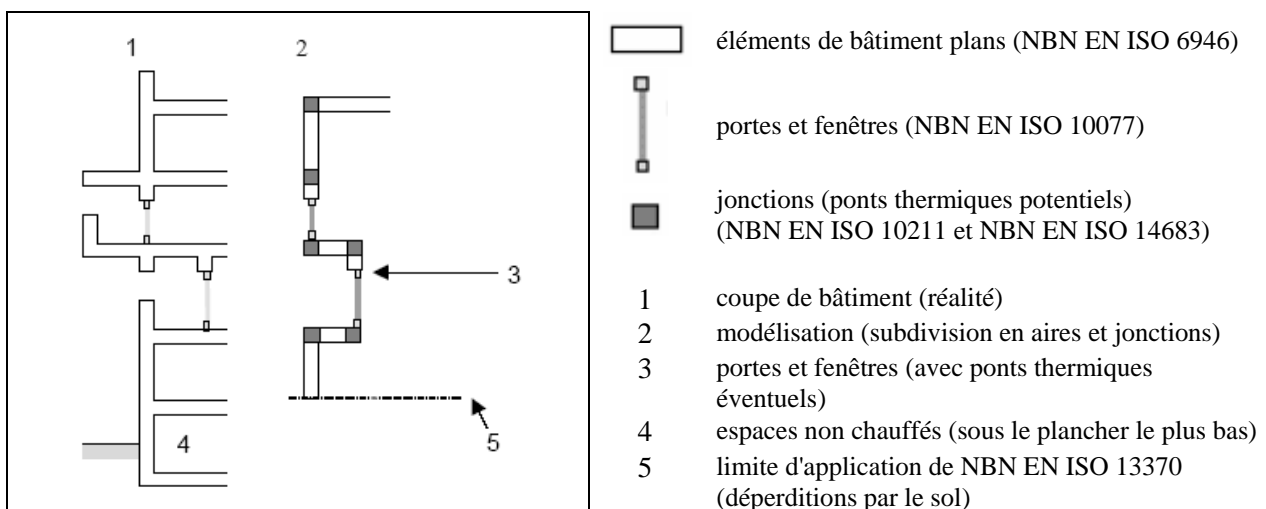 1
2
3
4
5
éléments de bâtiment plans (NBN EN ISO 6946)
portes et fenêtres (NBN EN ISO 10077)
jonctions (ponts thermiques potentiels)
(NBN EN ISO 10211 et NBN EN ISO 14683)
1 coupe de bâtiment (réalité)
2 modélisation (subdivision en aires et jonctions)
3 portes et fenêtres (avec ponts thermiques
éventuels)
4 espaces non chauffés (sous le plancher le plus bas)
5 limite d'application de NBN EN ISO 13370
(déperditions par le sol)